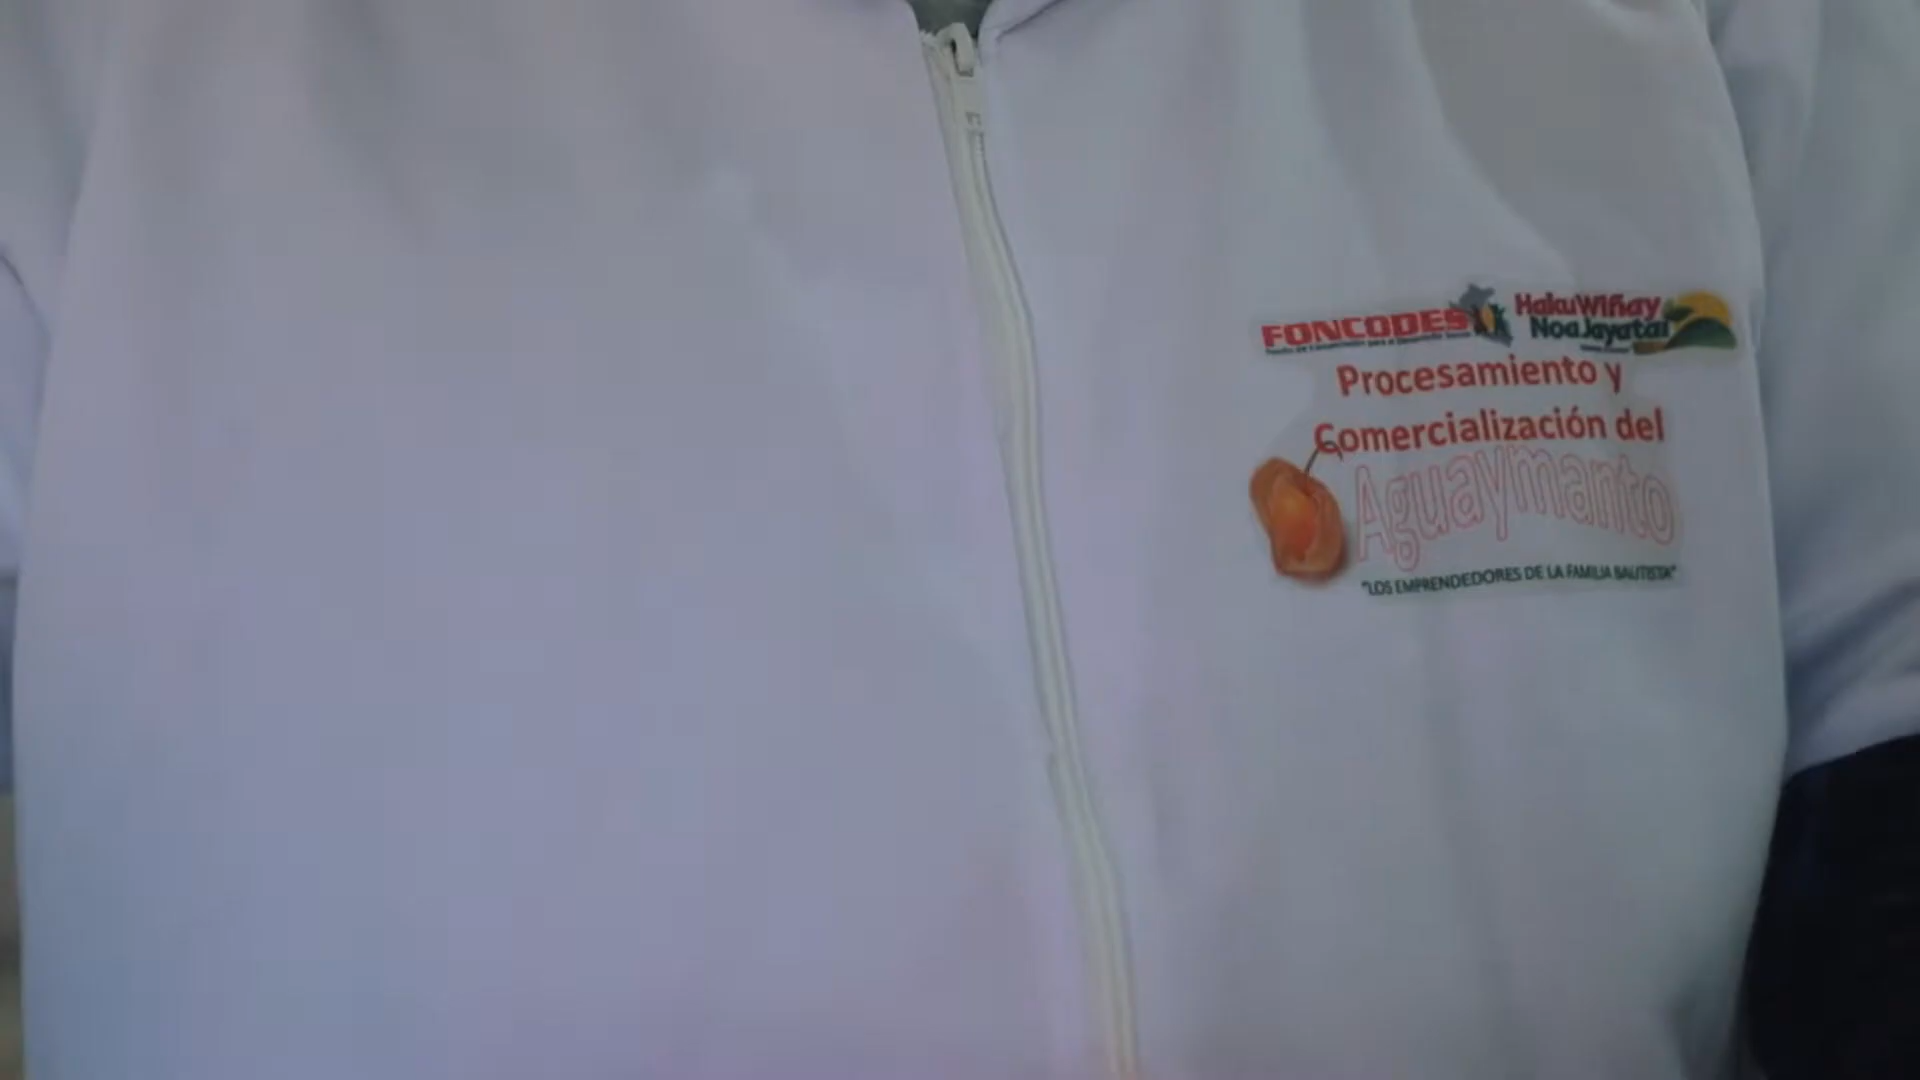 FONCODES
HakuWiñay
NoaJayatai
Procesamiento y
Comercialización del
Aguaymanto
"LOS EMPRENDEDORES DE LA FAMILIA BAUTISTA"